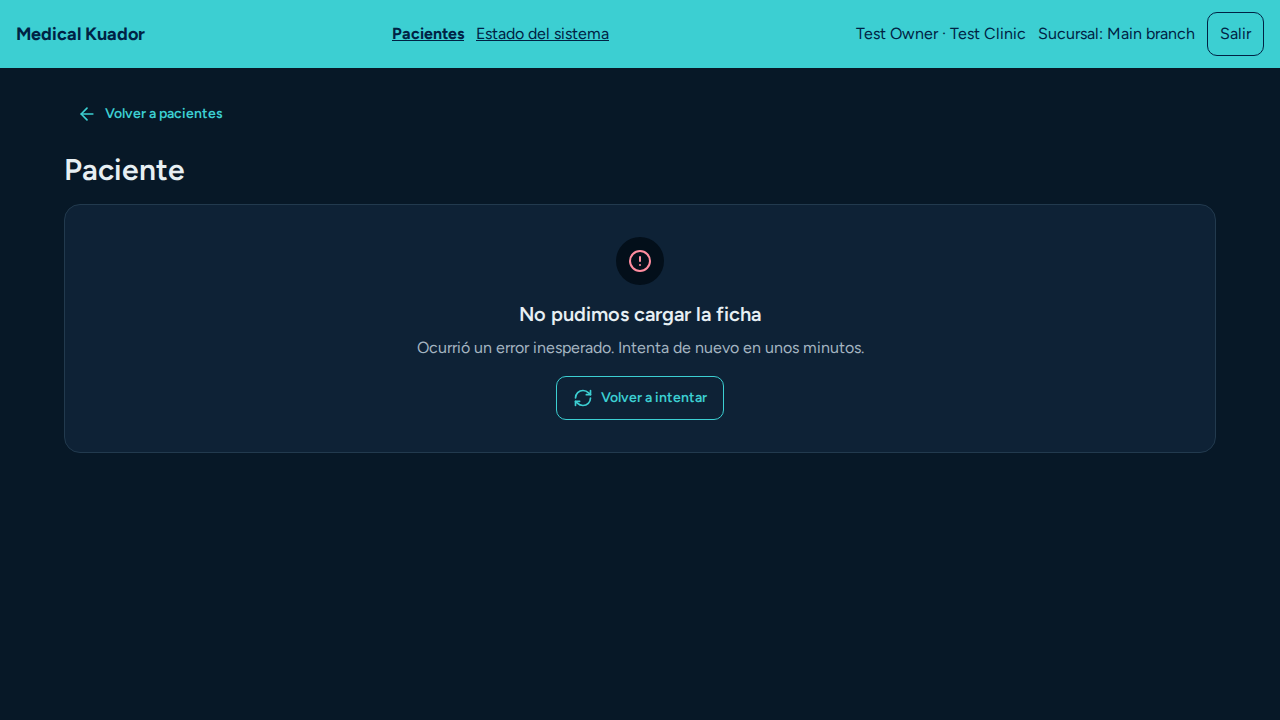 Medical Kuador
Pacientes Estado del sistema
Test Owner · Test Clinic Sucursal: Main branch Salir
Volver a pacientes
Paciente
No pudimos cargar la ficha
Ocurrió un error inesperado. Intenta de nuevo en unos minutos.
Volver a intentar